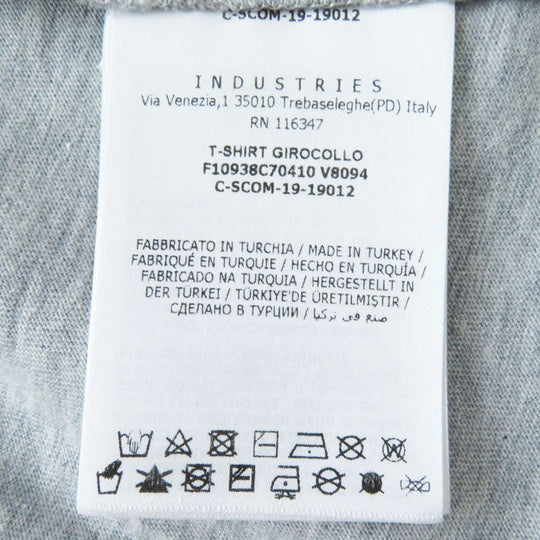 C-SCOM-19-19012
INDUSTRIES
Via Venezia,1 35010 Trebaseleghe(PD) Italy
RN 116347
T-SHIRT GIROCOLLO
F10938C70410 V8094
C-SCOM-19-19012
FABBRICATO IN TURCHIA / MADE IN TURKEY /
FABRIQUÉ EN TURQUIE / HECHO EN TURQUÍA /
FABRICADO NA TURQUIA / HERGESTELLT IN
DER TÜRKEI / TÜRKIYE'DE ÜRETILMIŞTIR /
СДЕЛАНО В ТУРЦИИ / صنع في تركيا